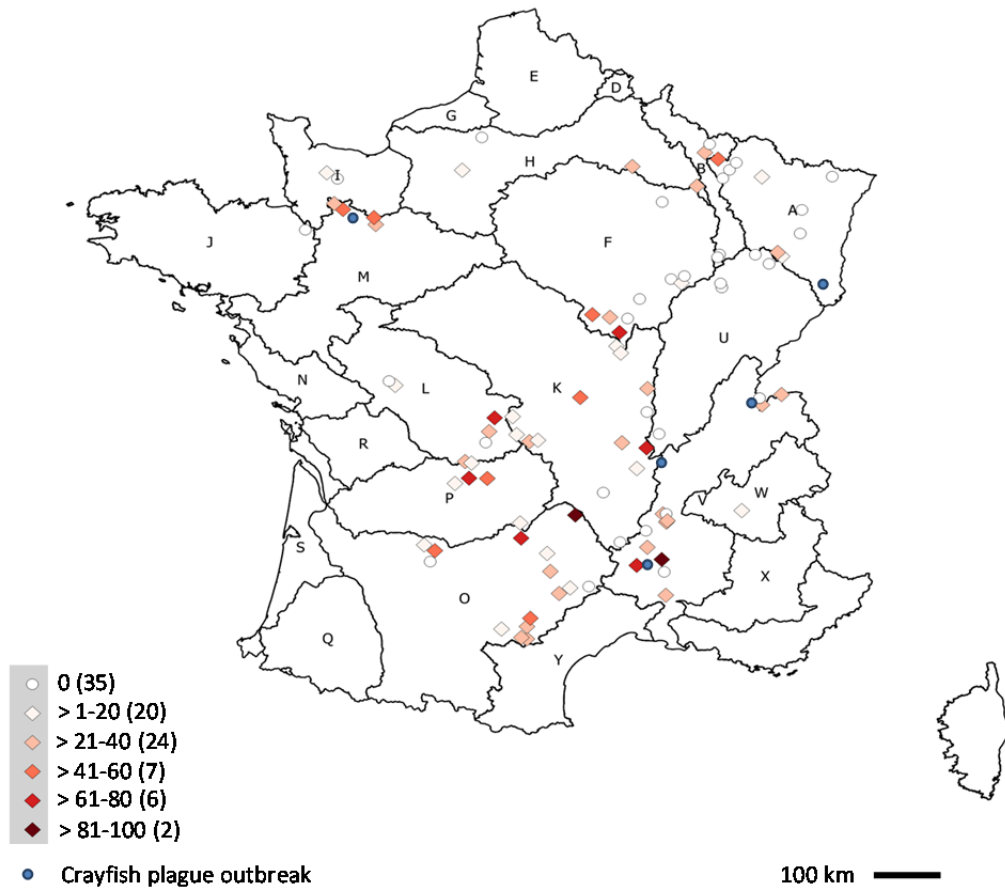 E
D
G
B
H
I
A
J
F
M
U
N
L
K
R
P
V
W
S
X
O
Q
Y
0 (35)
> 1-20 (20)
> 21-40 (24)
> 41-60 (7)
> 61-80 (6)
> 81-100 (2)
Crayfish plague outbreak
100 km